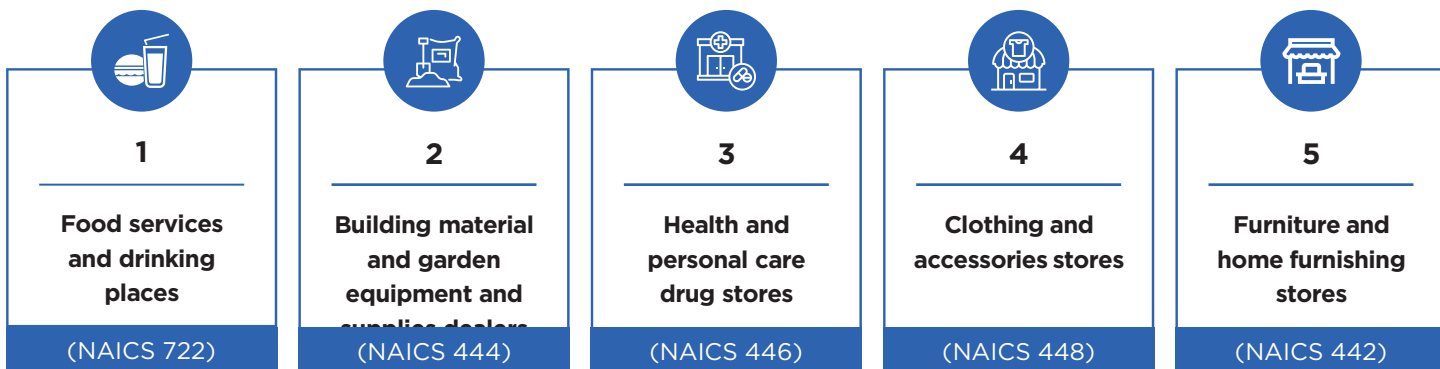 1
Food services
and drinking
places
(NAICS 722)
2
Building material
and garden
equipment and
supplies dealers
(NAICS 444)
3
Health and
personal care
drug stores
(NAICS 446)
4
Clothing and
accessories stores
(NAICS 448)
5
Furniture and
home furnishing
stores
(NAICS 442)